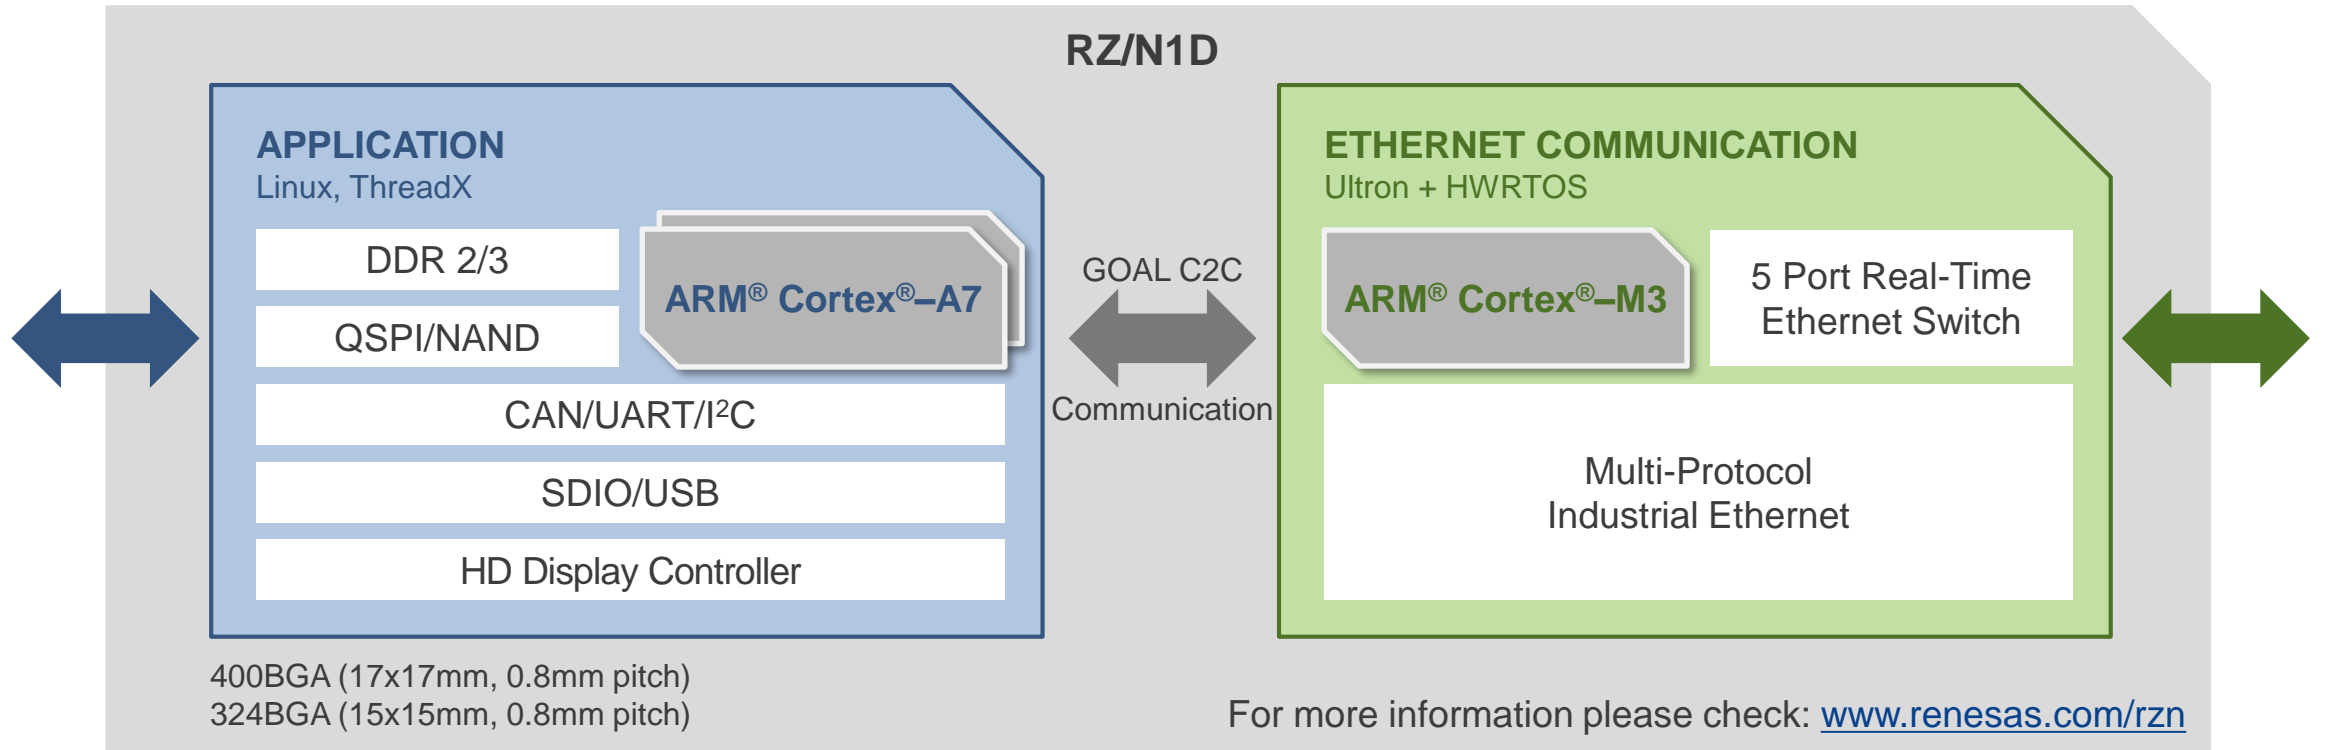 RZ/N1D
APPLICATION
Linux, ThreadX
DDR 2/3
QSPI/NAND
ARM® Cortex®–A7
CAN/UART/I²C
SDIO/USB
HD Display Controller
GOAL C2C
Communication
ETHERNET COMMUNICATION
Ultron + HWRTOS
ARM® Cortex®–M3
5 Port Real-Time
Ethernet Switch
Multi-Protocol
Industrial Ethernet
400BGA (17x17mm, 0.8mm pitch)
324BGA (15x15mm, 0.8mm pitch)
For more information please check: www.renesas.com/rzn